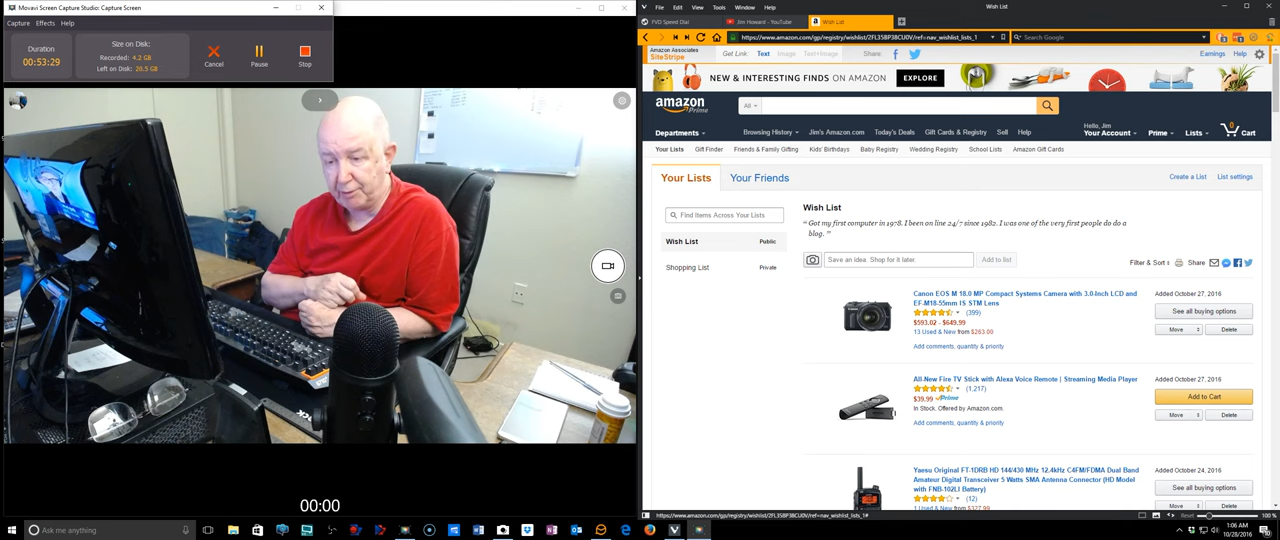 Movavi Screen Capture Studio: Capture Screen
Capture Effects Help
Duration
00:53:29
Size on Disk:
Recorded: 4.2 GB
Left on Disk: 20.5 GB
Cancel
Pause
Stop
00:00
File Edit View Tools Window Help
Wish List
FVD Speed Dial
Jim Howard - YouTube
Wish List
https://www.amazon.com/gp/registry/wishlist/2FL35BP38CU0V/ref=nav_wishlist_lists_1
Search Google
Amazon Associates
SiteStripe
Get Link: Text Image Text+Image
Share:
Earnings Help
NEW & INTERESTING FINDS ON AMAZON EXPLORE
amazon
Prime
All
Departments
Browsing History
Jim's Amazon.com
Today's Deals
Gift Cards & Registry
Sell
Help
Hello, Jim
Your Account
Prime
Lists
0
Cart
Your Lists
Gift Finder
Friends & Family Gifting
Kids' Birthdays
Baby Registry
Wedding Registry
School Lists
Amazon Gift Cards
Your Lists
Your Friends
Create a List
List settings
Find Items Across Your Lists
Wish List Public
Shopping List Private
Wish List
“ Got my first computer in 1978. I been on line 24/7 since 1982. I was one of the very first people do do a
blog. ”
Save an idea. Shop for it later.
Add to list
Filter & Sort
Share
Canon EOS M 18.0 MP Compact Systems Camera with 3.0-Inch LCD and
EF-M18-55mm IS STM Lens
(399)
$593.02 - $649.99
13 Used & New from $263.00
Add comments, quantity & priority
Added October 27, 2016
See all buying options
Move
Delete
All-New Fire TV Stick with Alexa Voice Remote | Streaming Media Player
(1,217)
$39.99 Prime
In Stock. Offered by Amazon.com.
Add comments, quantity & priority
Added October 27, 2016
Add to Cart
Move
Delete
Yaesu Original FT-1DRB HD 144/430 MHz 12.4kHz C4FM/FDMA Dual Band
Amateur Digital Transceiver 5 Watts SMA Antenna Connector (HD Model
with FNB-102LI Battery)
(12)
1 Used & New from $327.99
Added October 24, 2016
See all buying options
Move
Delete
https://www.amazon.com/gp/registry/wishlist/2FL35BP38CU0V/ref=nav_wishlist_lists_1#
Reset
100 %
Ask me anything
1:06 AM
10/28/2016